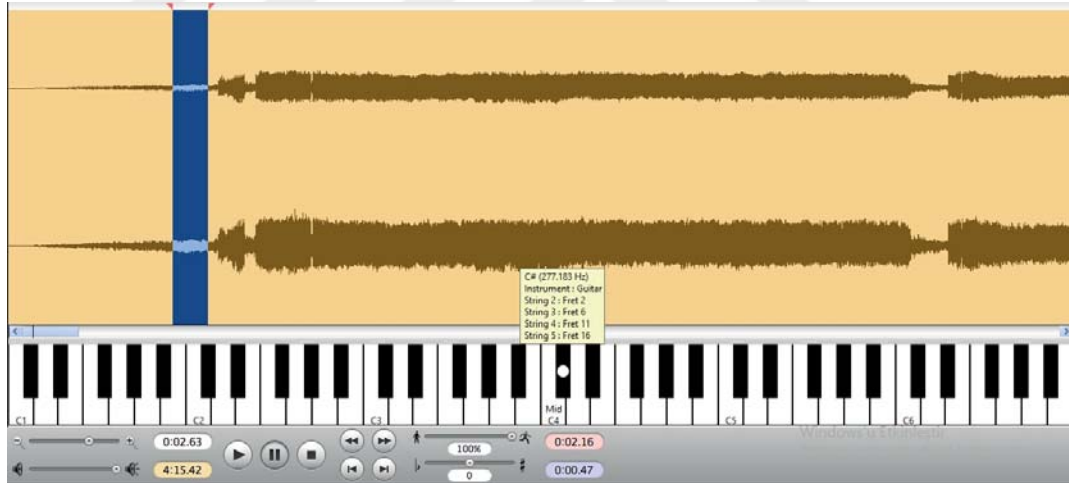 C# (277.183 Hz)
Instrument : Guitar
String 2 : Fret 2
String 3 : Fret 6
String 4 : Fret 11
String 5 : Fret 16
Mid
C1 C2 C3 C4 C5 C6
Windows'u Etkinleştir
0:02.63 100% 0:02.16
4:15.42 0 0:00.47